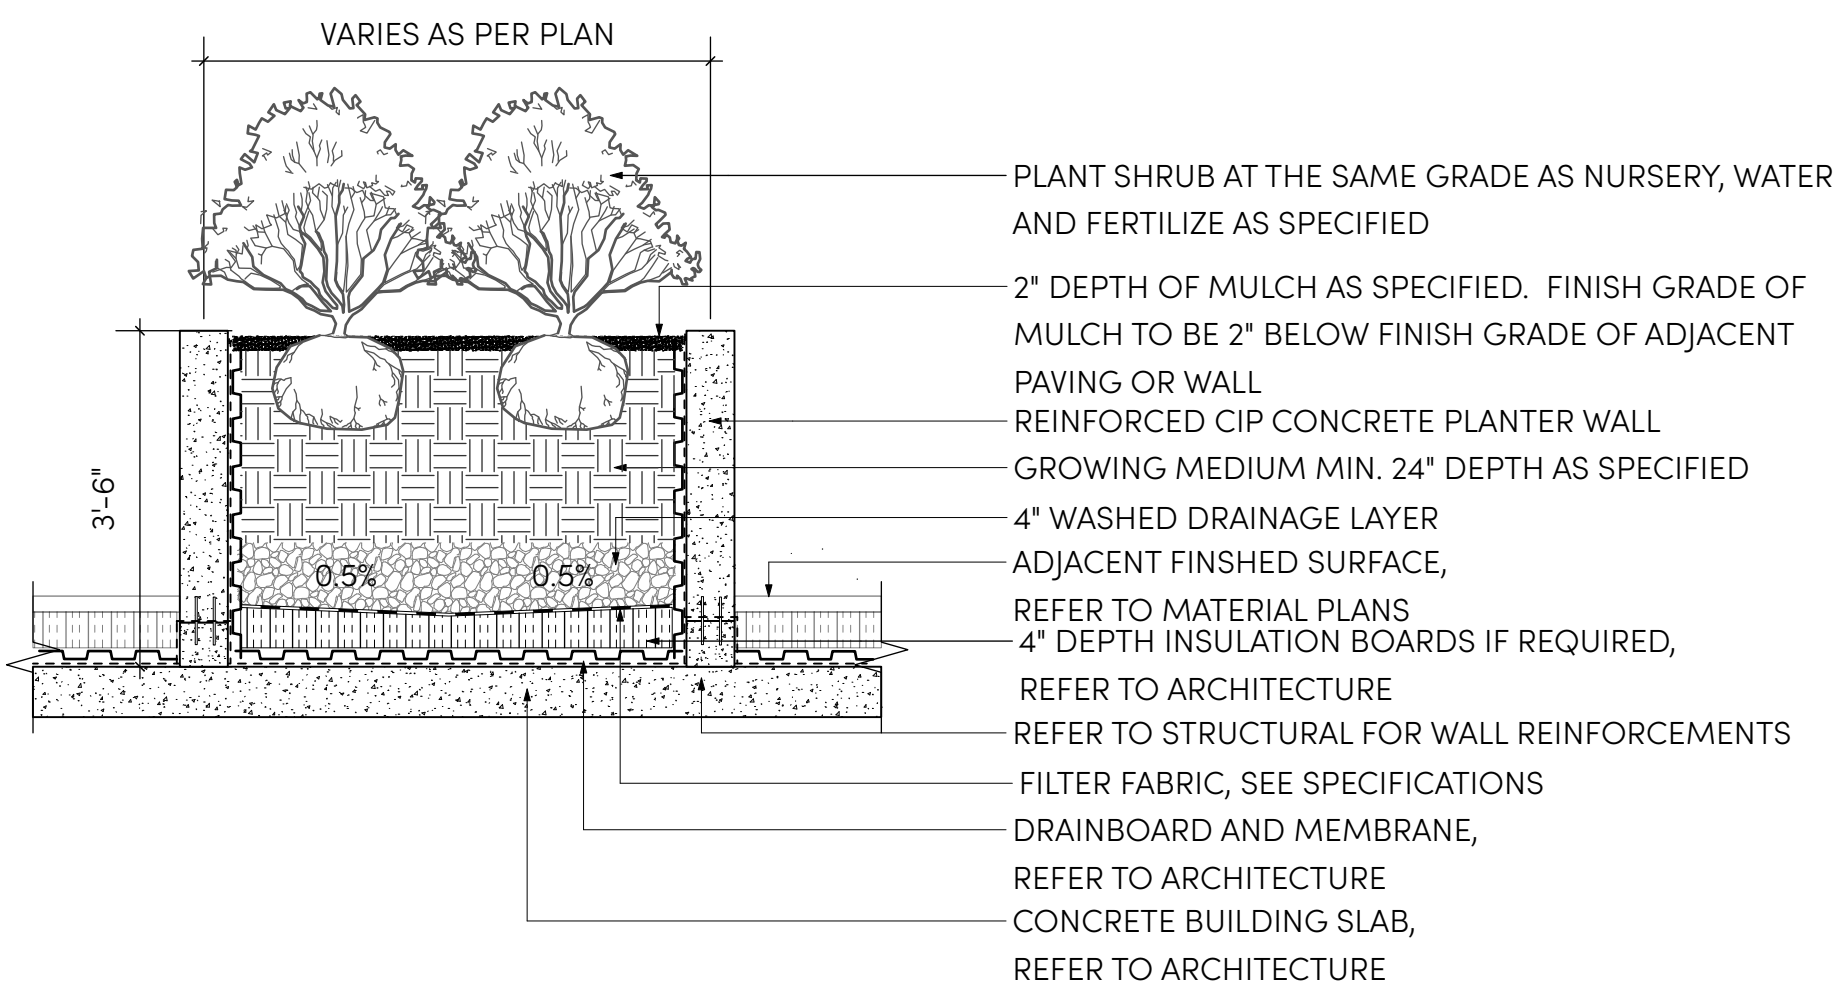 VARIES AS PER PLAN
PLANT SHRUB AT THE SAME GRADE AS NURSERY, WATER
AND FERTILIZE AS SPECIFIED
2" DEPTH OF MULCH AS SPECIFIED.  FINISH GRADE OF
MULCH TO BE 2" BELOW FINISH GRADE OF ADJACENT
PAVING OR WALL
REINFORCED CIP CONCRETE PLANTER WALL
GROWING MEDIUM MIN. 24" DEPTH AS SPECIFIED
3'-6"
4" WASHED DRAINAGE LAYER
0.5%
0.5%
ADJACENT FINSHED SURFACE,
REFER TO MATERIAL PLANS
4" DEPTH INSULATION BOARDS IF REQUIRED,
REFER TO ARCHITECTURE
REFER TO STRUCTURAL FOR WALL REINFORCEMENTS
FILTER FABRIC, SEE SPECIFICATIONS
DRAINBOARD AND MEMBRANE,
REFER TO ARCHITECTURE
CONCRETE BUILDING SLAB,
REFER TO ARCHITECTURE